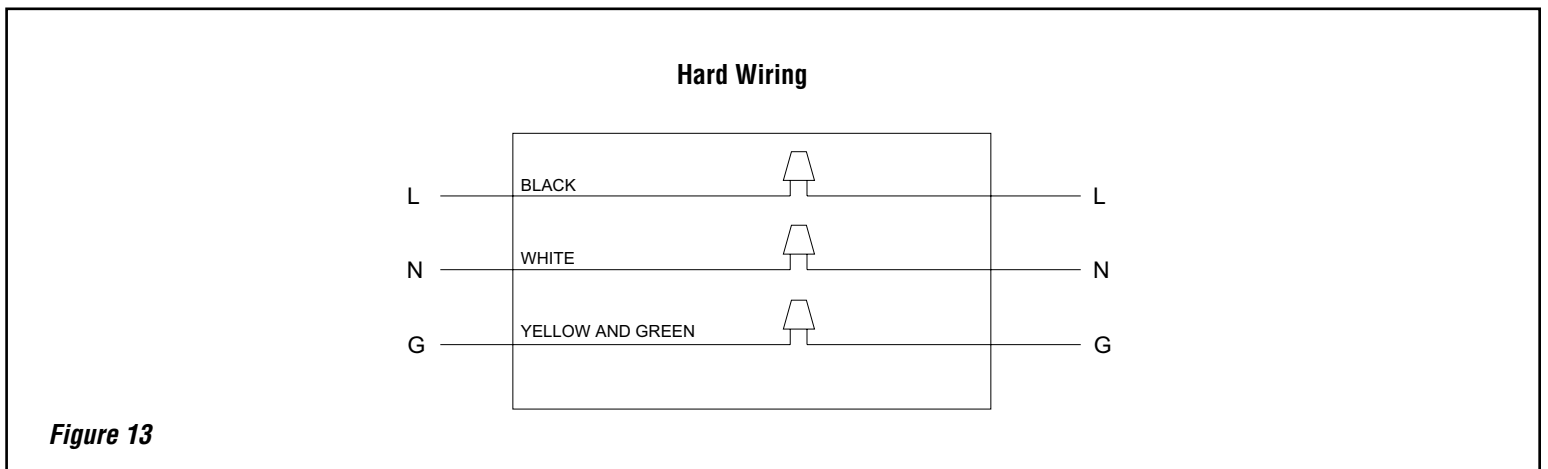 Hard Wiring
L BLACK L
N WHITE N
G YELLOW AND GREEN G
Figure 13